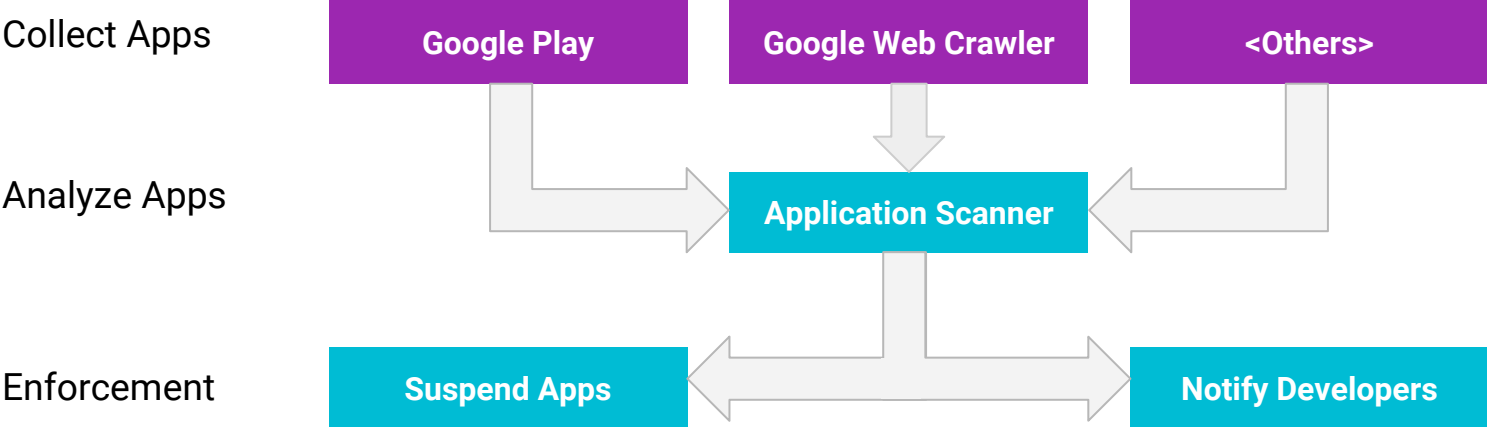 Collect Apps
Google Play
Google Web Crawler
<Others>
Analyze Apps
Application Scanner
Enforcement
Suspend Apps
Notify Developers